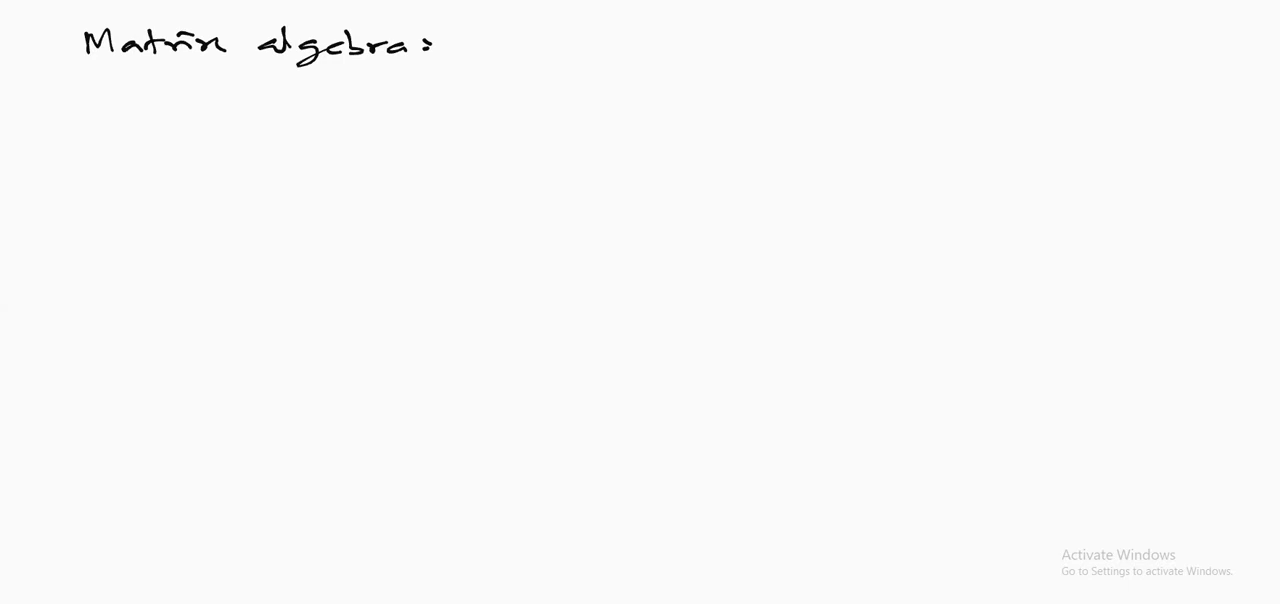 Matrix algebra:
Activate Windows
Go to Settings to activate Windows.